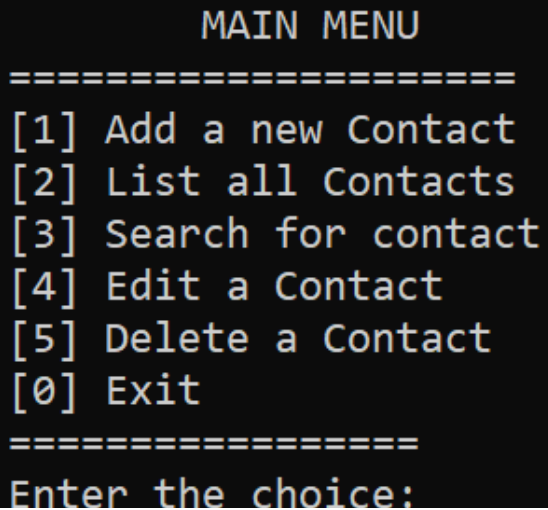 MAIN MENU
=====================
[1] Add a new Contact
[2] List all Contacts
[3] Search for contact
[4] Edit a Contact
[5] Delete a Contact
[0] Exit
=================
Enter the choice: